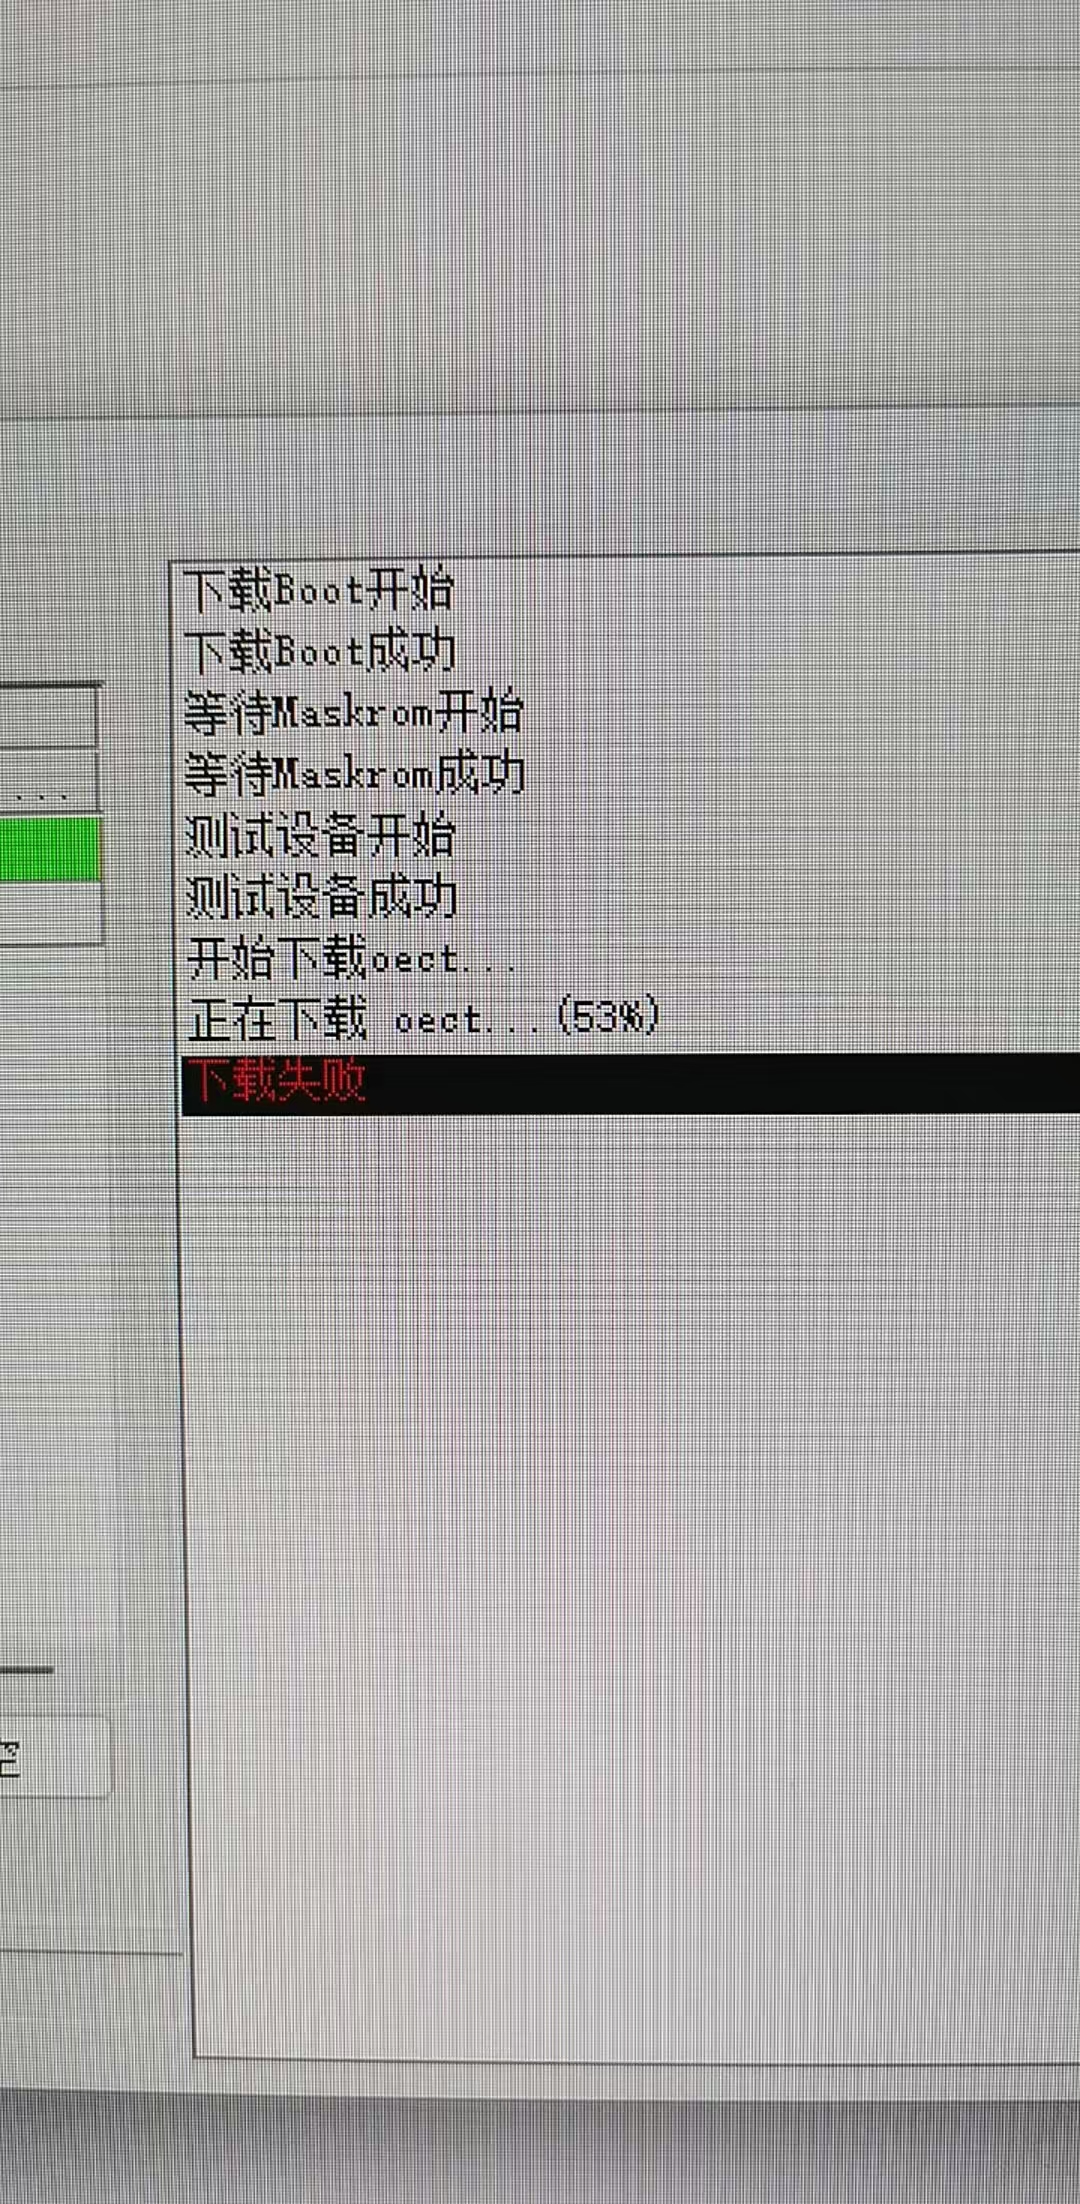 下载Boot开始
下载Boot成功
等待Maskrom开始
等待Maskrom成功
测试设备开始
测试设备成功
开始下载oect...
正在下载 oect...(53%)
下载失败
...